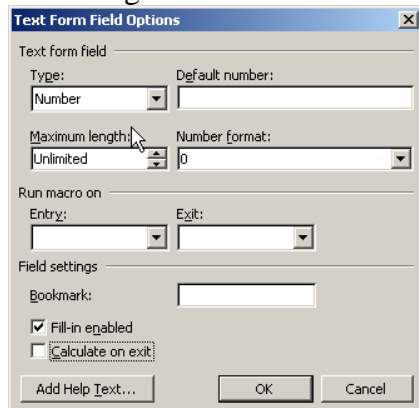 Text Form Field Options
Text form field
Type: Default number:
Number
Maximum length: Number format:
Unlimited 0
Run macro on
Entry: Exit:
Field settings
Bookmark:
Fill-in enabled
Calculate on exit
Add Help Text... OK Cancel